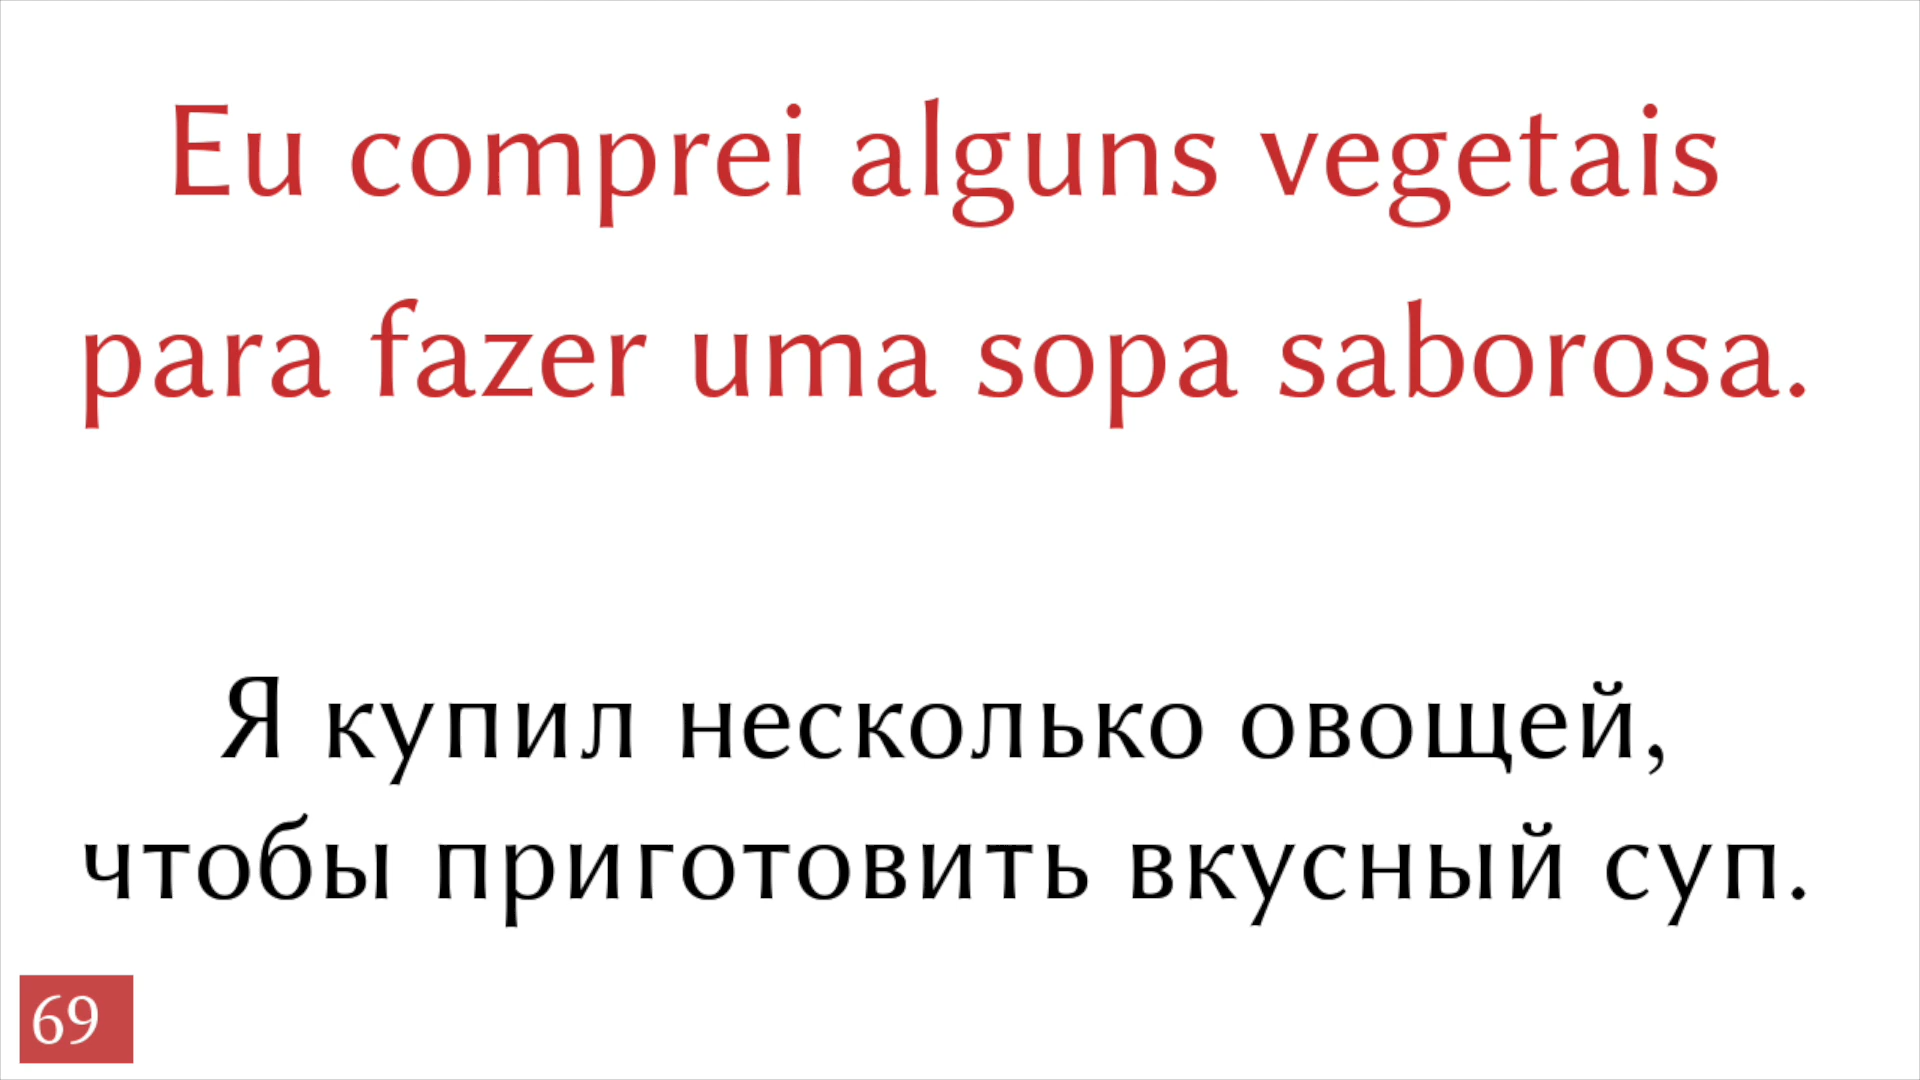 Eu comprei alguns vegetais
para fazer uma sopa saborosa.
Я купил несколько овощей,
чтобы приготовить вкусный суп.
69